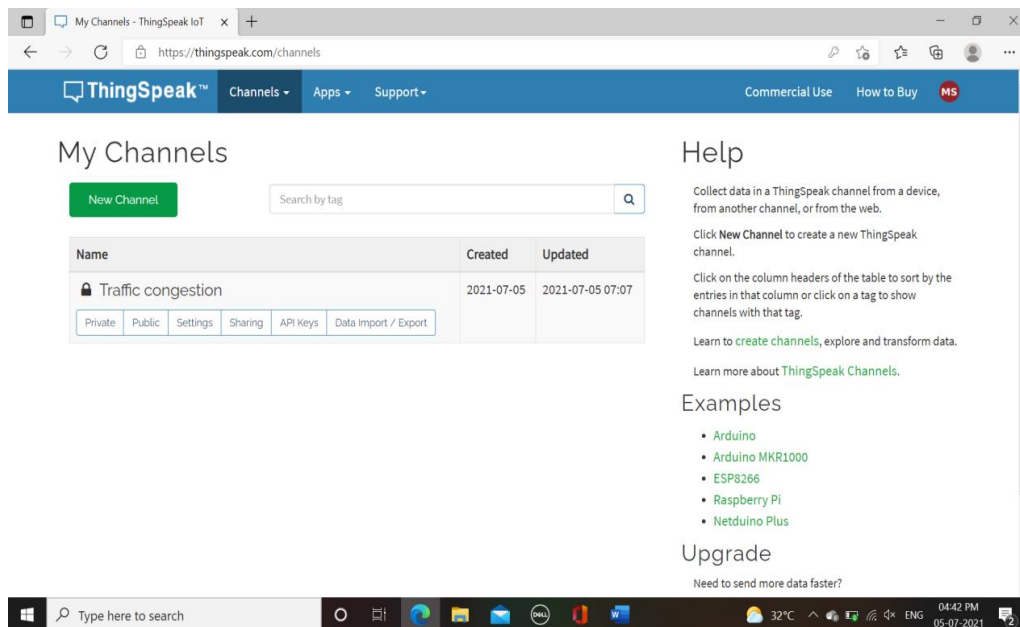 My Channels - ThingSpeak IoT
https://thingspeak.com/channels
ThingSpeak™ Channels Apps Support Commercial Use How to Buy MS
My Channels
New Channel
Search by tag
Name Created Updated
Traffic congestion 2021-07-05 2021-07-05 07:07
Private Public Settings Sharing API Keys Data Import / Export
Help
Collect data in a ThingSpeak channel from a device,
from another channel, or from the web.
Click New Channel to create a new ThingSpeak
channel.
Click on the column headers of the table to sort by the
entries in that column or click on a tag to show
channels with that tag.
Learn to create channels, explore and transform data.
Learn more about ThingSpeak Channels.
Examples
• Arduino
• Arduino MKR1000
• ESP8266
• Raspberry Pi
• Netduino Plus
Upgrade
Need to send more data faster?
Type here to search
DELL
W
32°C
ENG
04:42 PM
05-07-2021
2